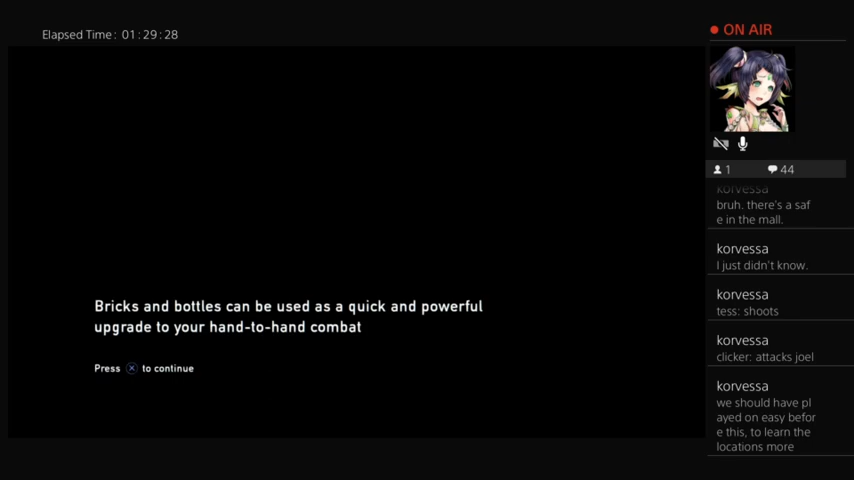 Elapsed Time: 01:29:28
ON AIR
1 44
korvessa
bruh. there's a saf
e in the mall.
korvessa
I just didn't know.
korvessa
tess: shoots
korvessa
clicker: attacks joel
korvessa
we should have pl
ayed on easy befor
e this, to learn the
locations more
Bricks and bottles can be used as a quick and powerful
upgrade to your hand-to-hand combat
Press X to continue